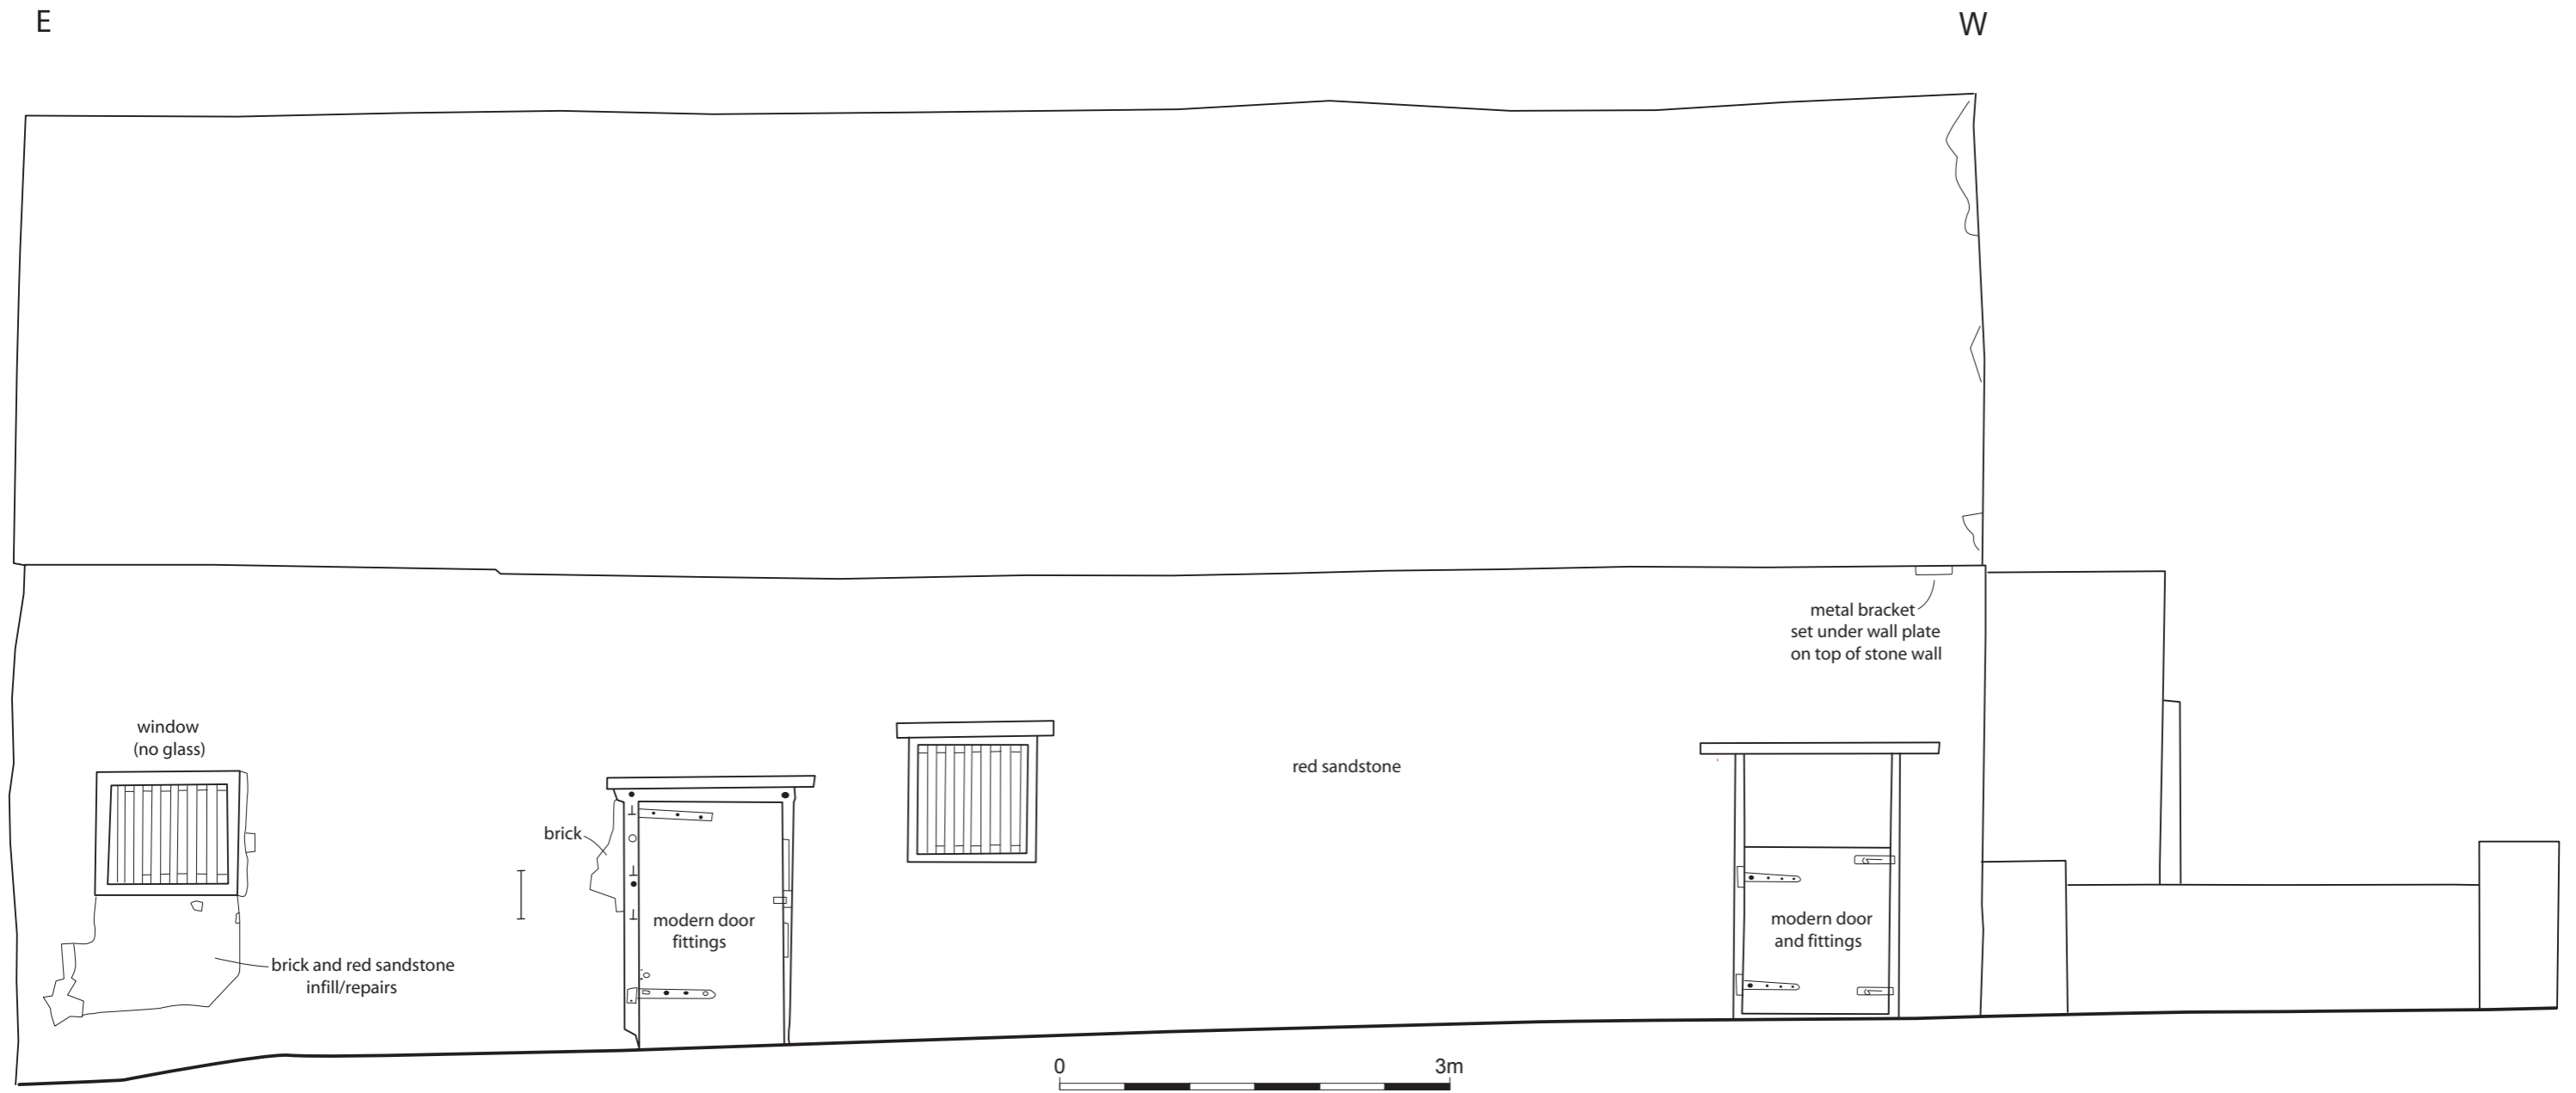 E
W
metal bracket
set under wall plate
on top of stone wall
window
(no glass)
red sandstone
brick
modern door
fittings
modern door
and fittings
brick and red sandstone
infill/repairs
0
3m